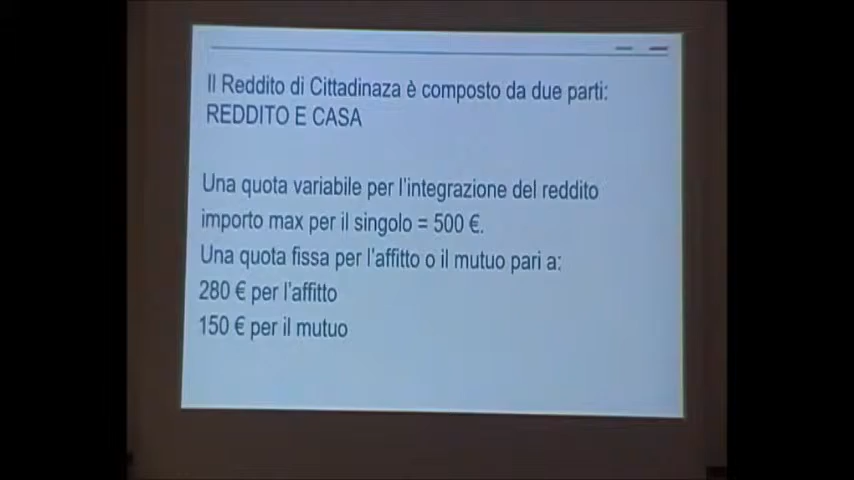 Il Reddito di Cittadinaza è composto da due parti:
REDDITO E CASA
Una quota variabile per l'integrazione del reddito
importo max per il singolo = 500 €.
Una quota fissa per l'affitto o il mutuo pari a:
280 € per l'affitto
150 € per il mutuo